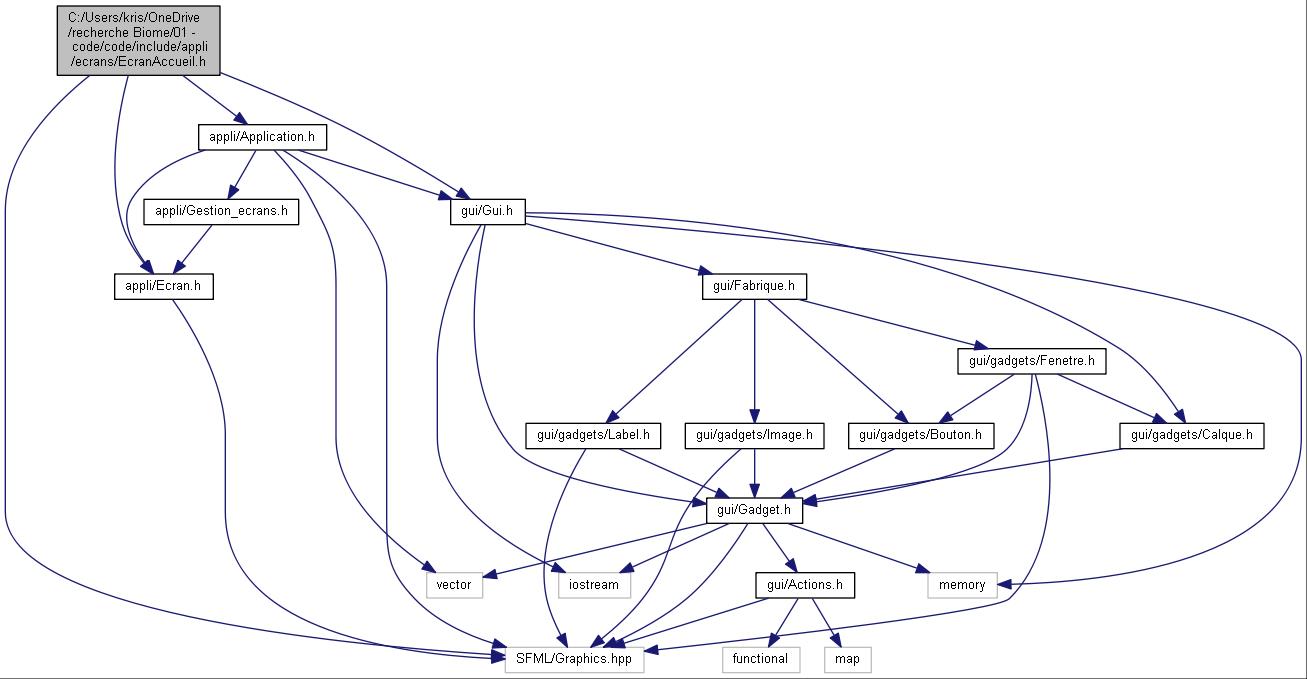 C:/Users/kris/OneDrive
/recherche Biome/01 -
code/code/include/appli
/ecrans/EcranAccueil.h
appli/Application.h
appli/Gestion_ecrans.h
gui/Gui.h
appli/Ecran.h
gui/Fabrique.h
gui/gadgets/Fenetre.h
gui/gadgets/Label.h
gui/gadgets/Image.h
gui/gadgets/Bouton.h
gui/gadgets/Calque.h
gui/Gadget.h
vector
iostream
gui/Actions.h
memory
SFML/Graphics.hpp
functional
map